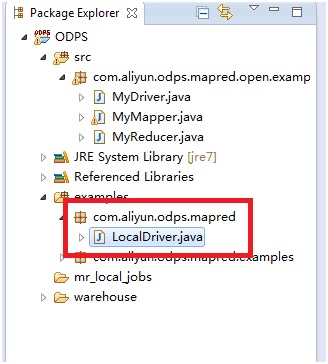 Package Explorer
ODPS
ODPS
src
com.aliyun.odps.mapred.open.examp
MyDriver.java
MyMapper.java
MyReducer.java
JRE System Library [jre7]
Referenced Libraries
examples
com.aliyun.odps.mapred
LocalDriver.java
com.aliyun.odps.mapred.examples
mr_local_jobs
warehouse